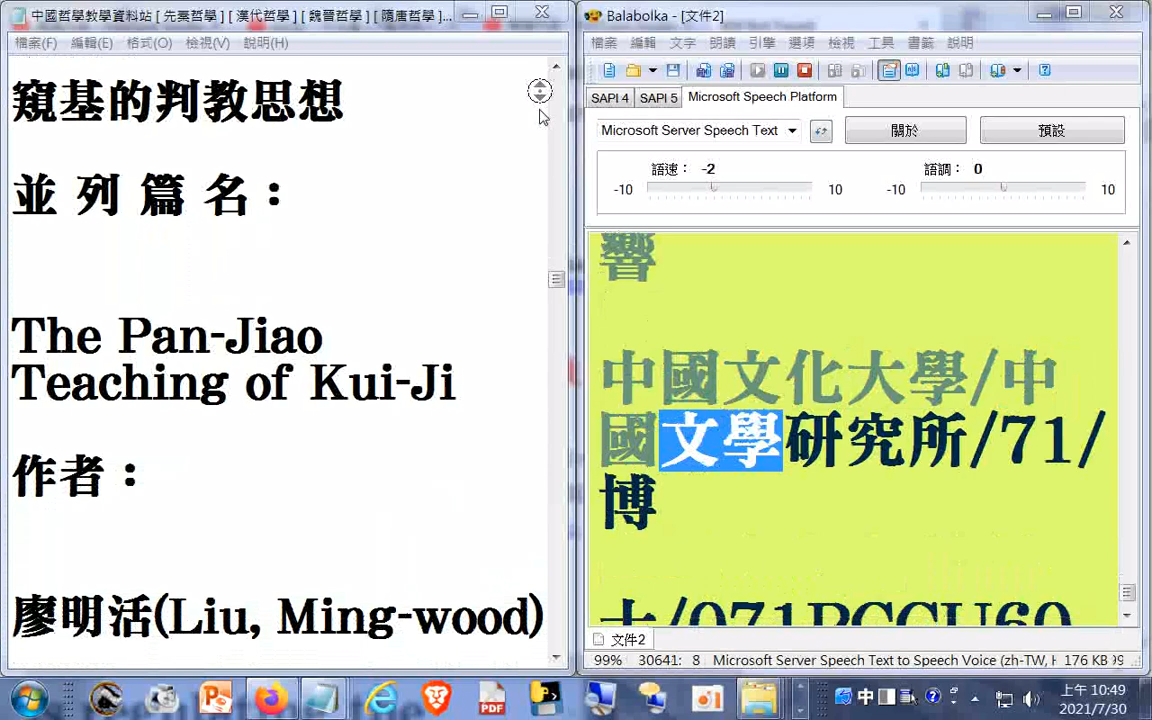 中國哲學教學資料站 [ 先秦哲學 ] [ 漢代哲學 ] [ 魏晉哲學 ] [ 隋唐哲學 ]...
檔案(F) 編輯(E) 格式(O) 檢視(V) 說明(H)
窺基的判教思想
並 列 篇 名：
The Pan-Jiao
Teaching of Kui-Ji
作者：
廖明活(Liu, Ming-wood)
Balabolka - [文件2]
檔案 編輯 文字 朗讀 引擎 選項 檢視 工具 書籤 說明
SAPI 4 SAPI 5 Microsoft Speech Platform
Microsoft Server Speech Text 關於 預設
語速： -2 語調： 0
-10 10 -10 10
響
中國文化大學/中
國文學研究所/71/
博
士/071PCCU60
文件2
99% 30641: 8 Microsoft Server Speech Text to Speech Voice (zh-TW, H 176 KB
中
上午 10:49
2021/7/30